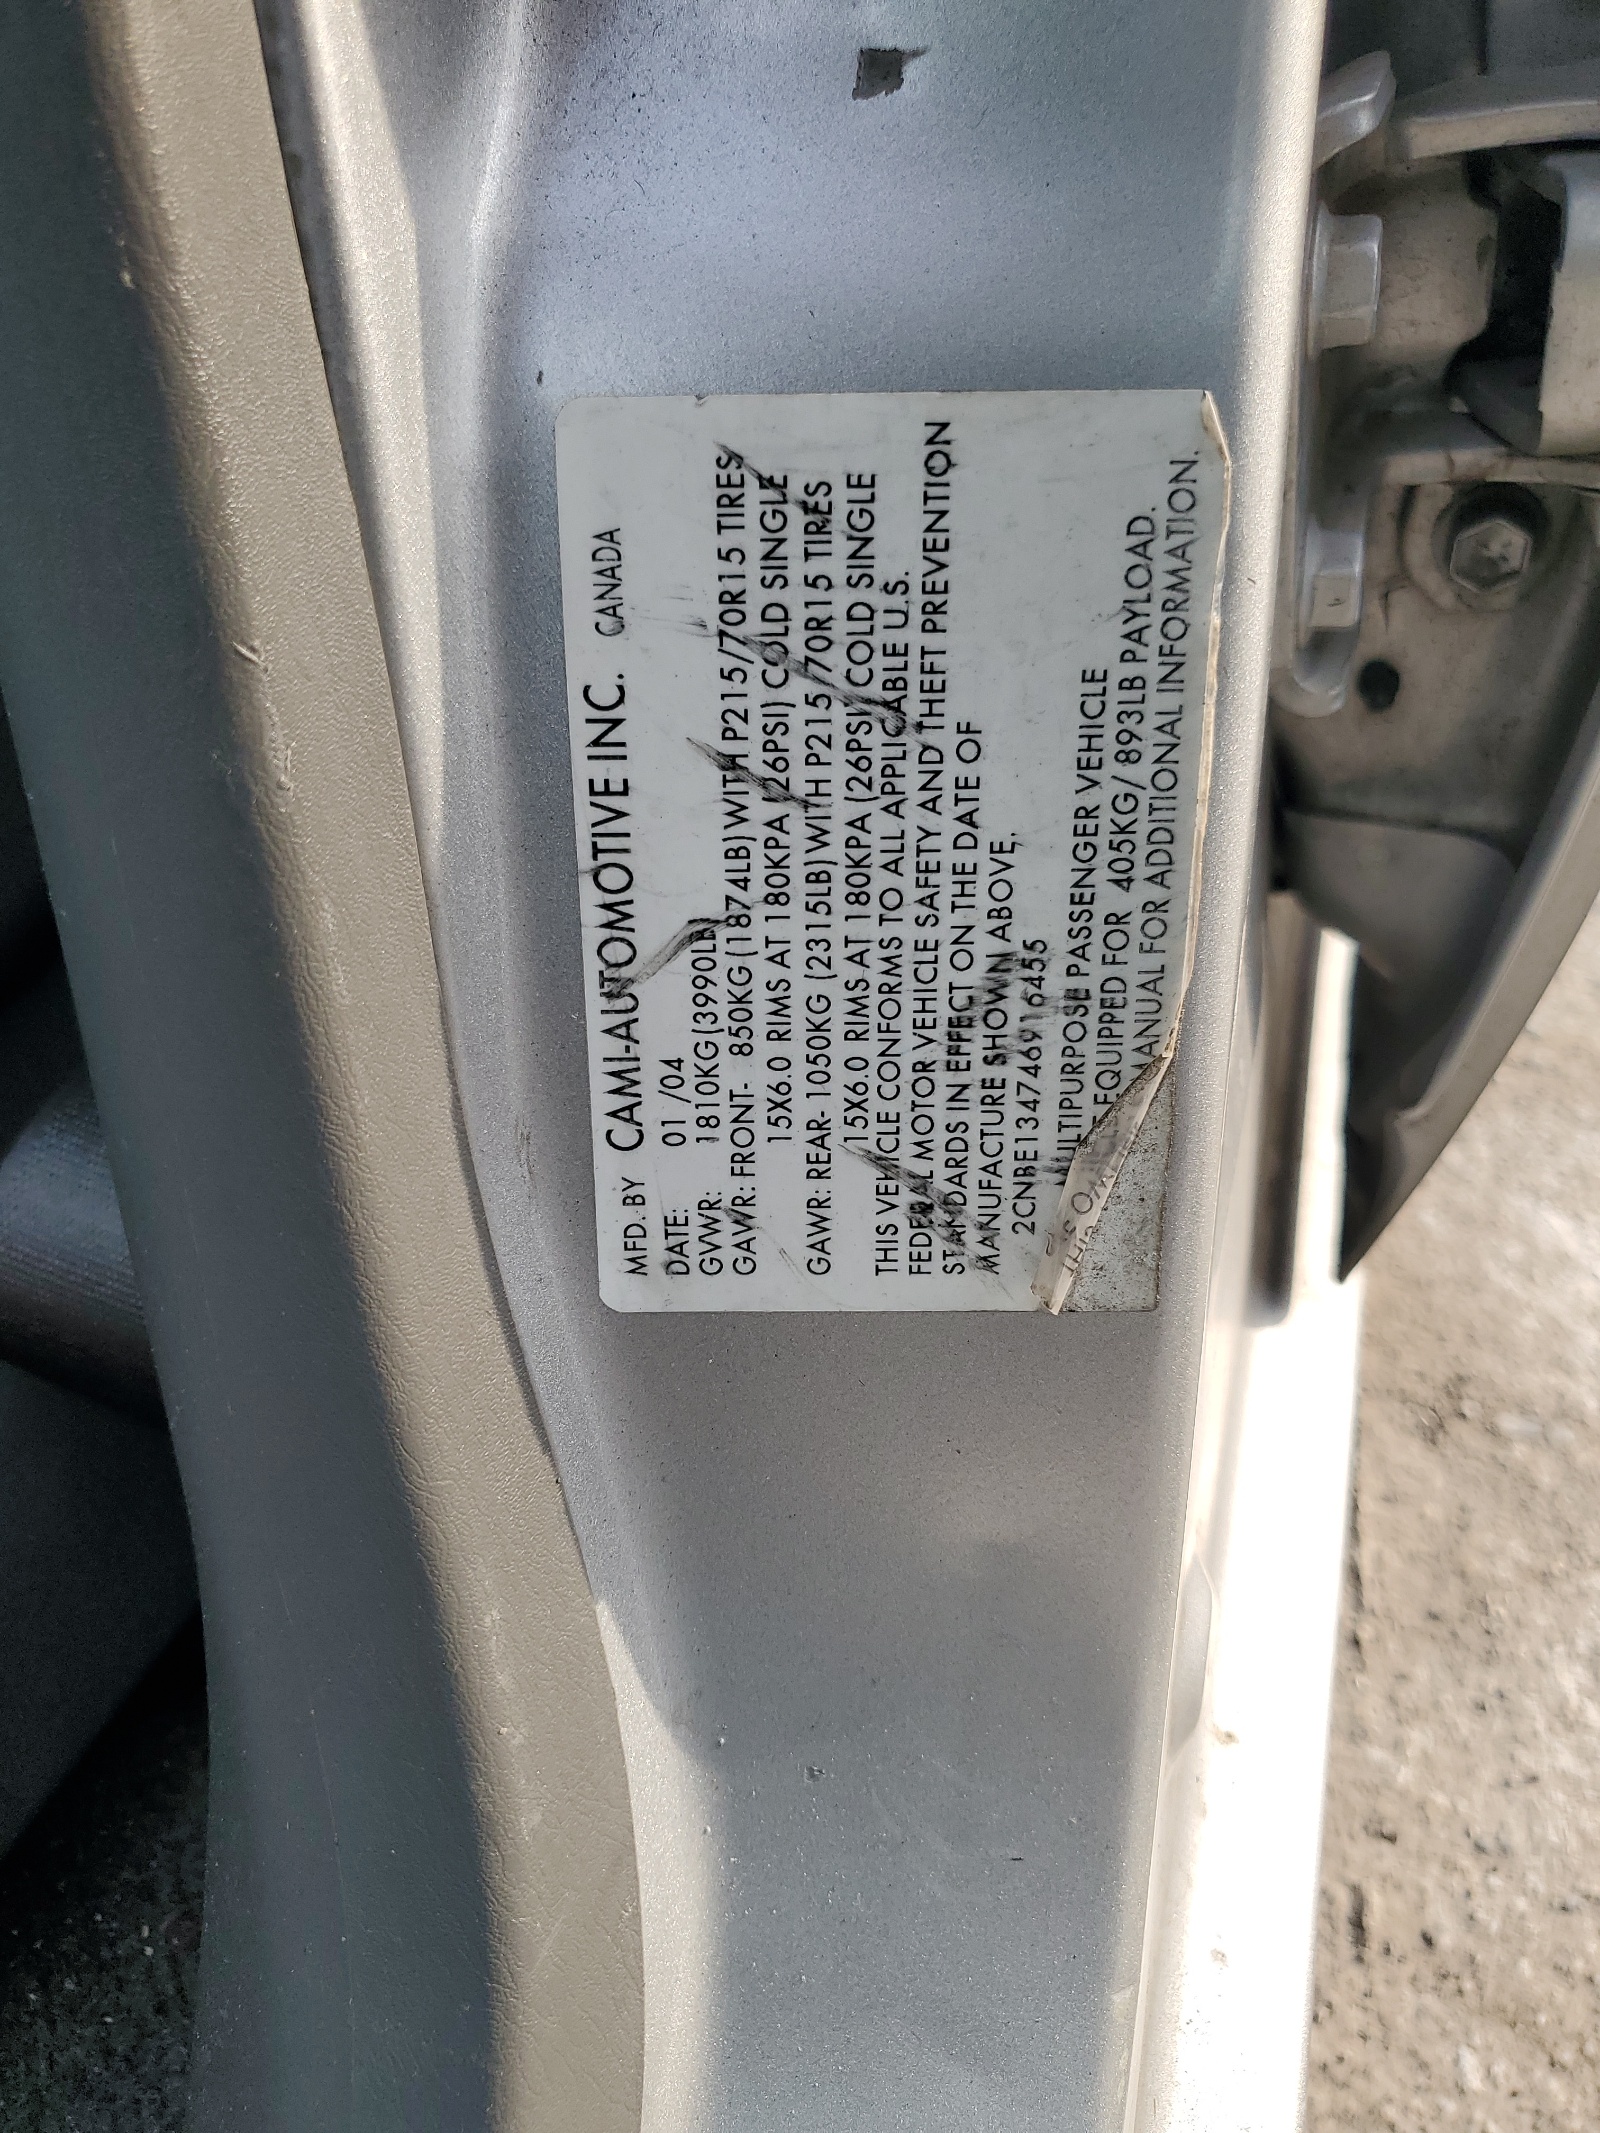 MFD. BY CAMI-AUTOMOTIVE INC. CANADA
DATE: 01 /04
GVWR: 1810KG(3990LB)
GAWR: FRONT- 850KG(1874LB)WITH P215/70R15 TIRES
15X6.0 RIMS AT 180KPA (26PSI) COLD SINGLE
GAWR: REAR- 1050KG (2315LB)WITH P215/70R15 TIRES
15X6.0 RIMS AT 180KPA (26PSI) COLD SINGLE
THIS VEHICLE CONFORMS TO ALL APPLICABLE U.S.
FEDERAL MOTOR VEHICLE SAFETY AND THEFT PREVENTION
STANDARDS IN EFFECT ON THE DATE OF
MANUFACTURE SHOWN ABOVE.
2CNBE134746916455
MULTIPURPOSE PASSENGER VEHICLE
EQUIPPED FOR 405KG/ 893LB PAYLOAD.
MANUAL FOR ADDITIONAL INFORMATION.